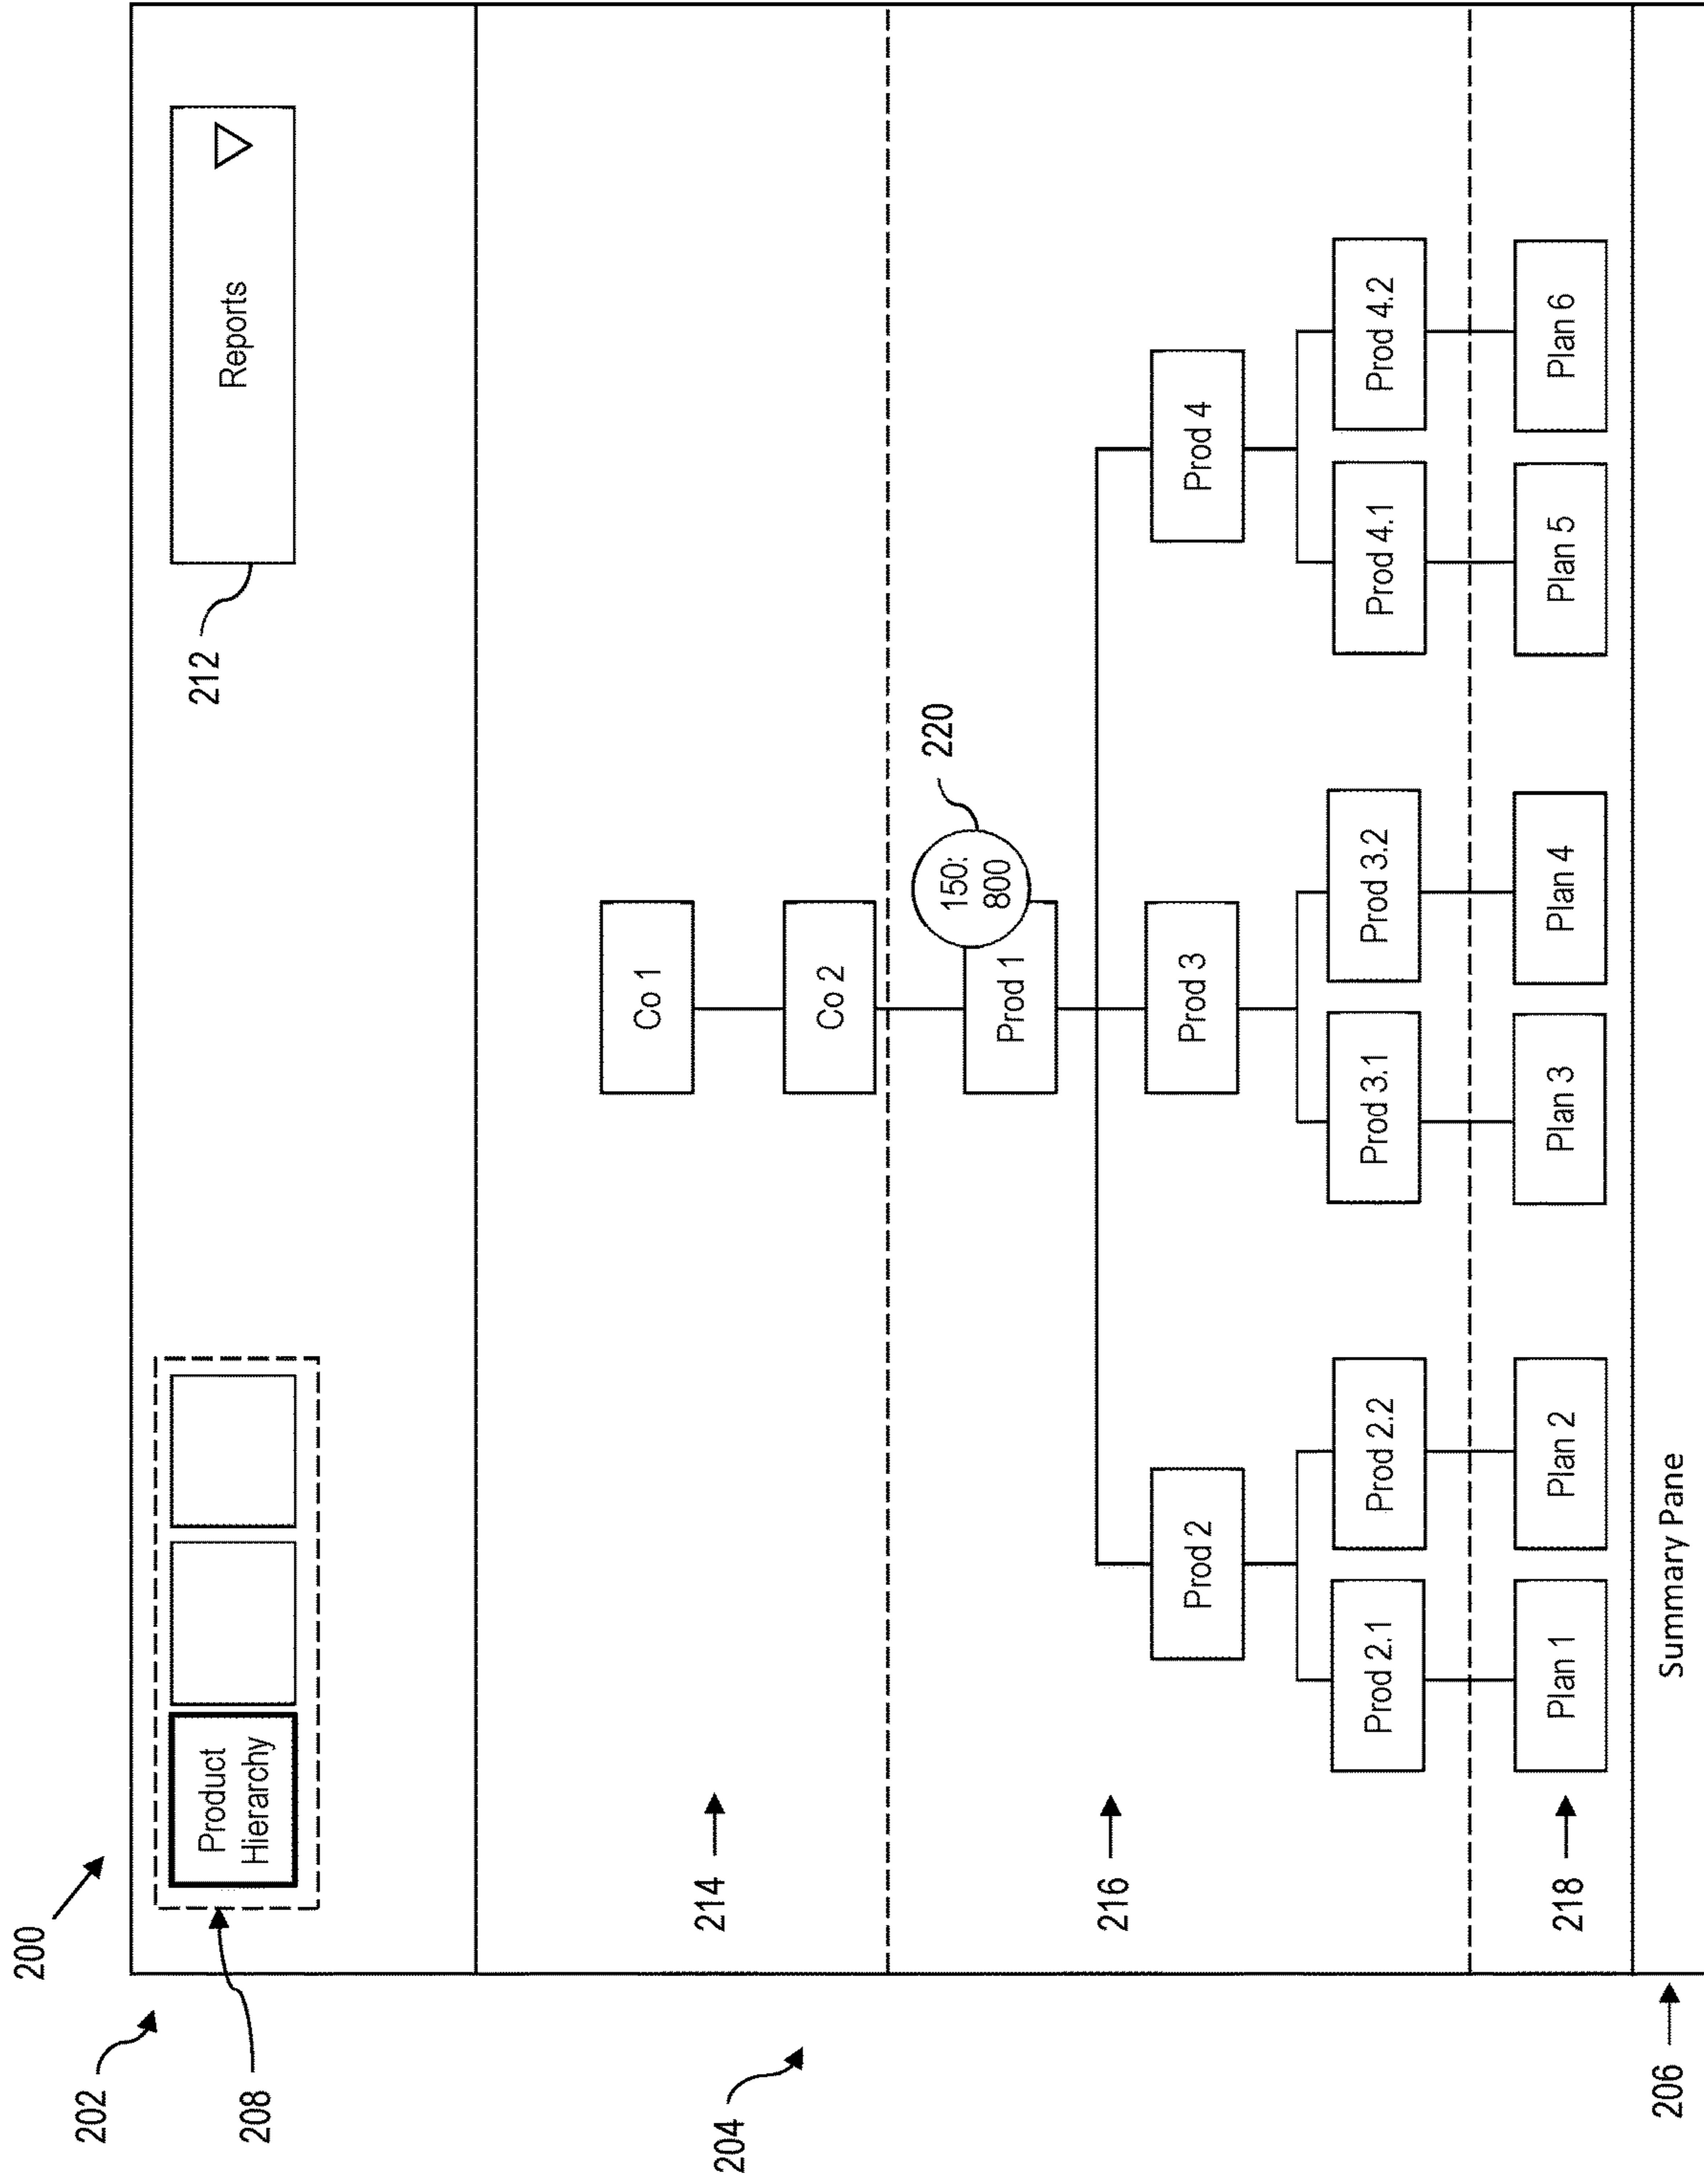 200
202
208
Product
Hierarchy
212
Reports
204
214
Co 1
Co 2
216
150:
800
220
Prod 1
Prod 2
Prod 3
Prod 4
Prod 2.1
Prod 2.2
Prod 3.1
Prod 3.2
Prod 4.1
Prod 4.2
218
Plan 1
Plan 2
Plan 3
Plan 4
Plan 5
Plan 6
206
Summary Pane